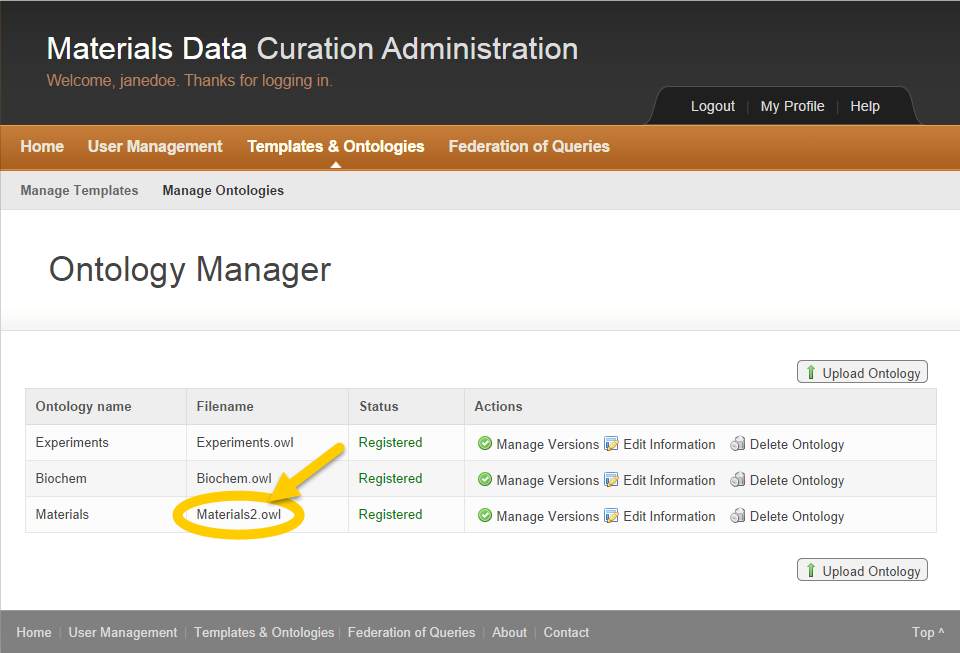 Materials Data Curation Administration
Welcome, janedoe. Thanks for logging in.
Logout | My Profile | Help
Home User Management Templates & Ontologies Federation of Queries
Manage Templates Manage Ontologies
Ontology Manager
Upload Ontology
Ontology name Filename Status Actions
Experiments Experiments.owl Registered Manage Versions Edit Information Delete Ontology
Biochem Biochem.owl Registered Manage Versions Edit Information Delete Ontology
Materials Materials2.owl Registered Manage Versions Edit Information Delete Ontology
Upload Ontology
Home | User Management | Templates & Ontologies | Federation of Queries | About | Contact Top ^